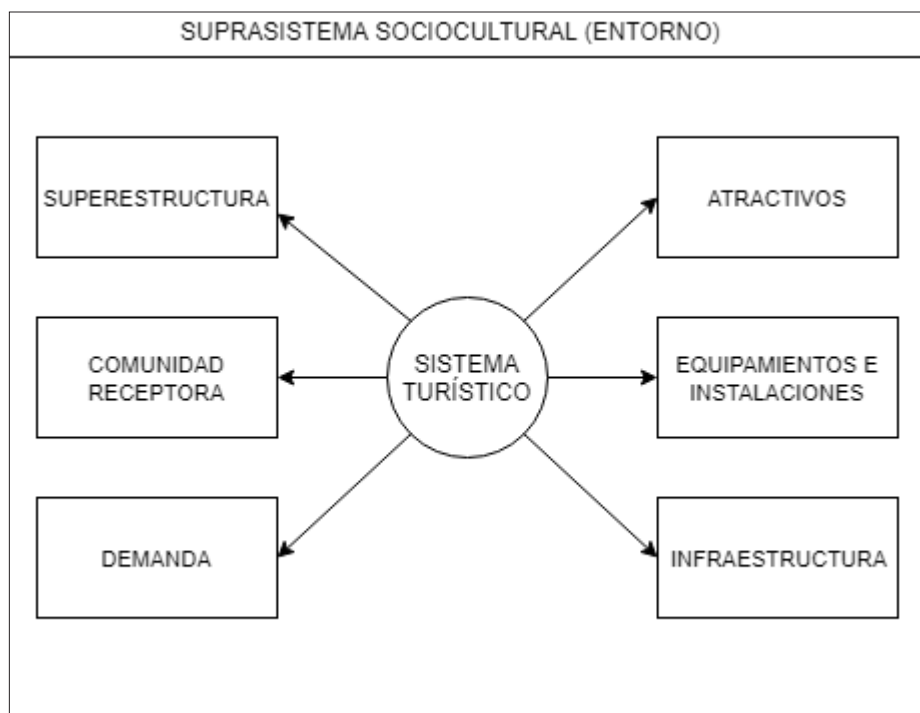 SUPRASISTEMA SOCIOCULTURAL (ENTORNO)
SUPERESTRUCTURA
ATRACTIVOS
COMUNIDAD
RECEPTORA
SISTEMA
TURÍSTICO
EQUIPAMIENTOS E
INSTALACIONES
DEMANDA
INFRAESTRUCTURA